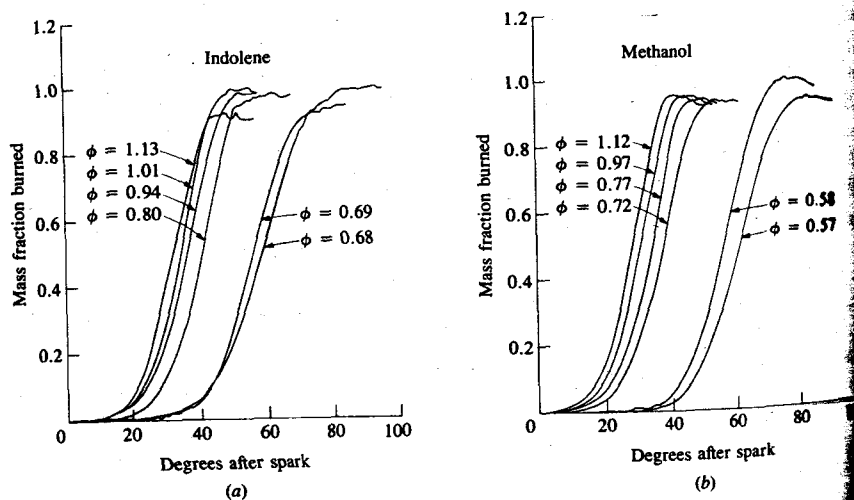 Indolene
Mass fraction burned
1.2
1.0
0.8
0.6
0.4
0.2
0
20
40
60
80
100
ϕ = 1.13
ϕ = 1.01
ϕ = 0.94
ϕ = 0.80
ϕ = 0.69
ϕ = 0.68
Degrees after spark
(a)
Methanol
Mass fraction burned
1.2
1.0
0.8
0.6
0.4
0.2
0
20
40
60
80
ϕ = 1.12
ϕ = 0.97
ϕ = 0.77
ϕ = 0.72
ϕ = 0.58
ϕ = 0.57
Degrees after spark
(b)